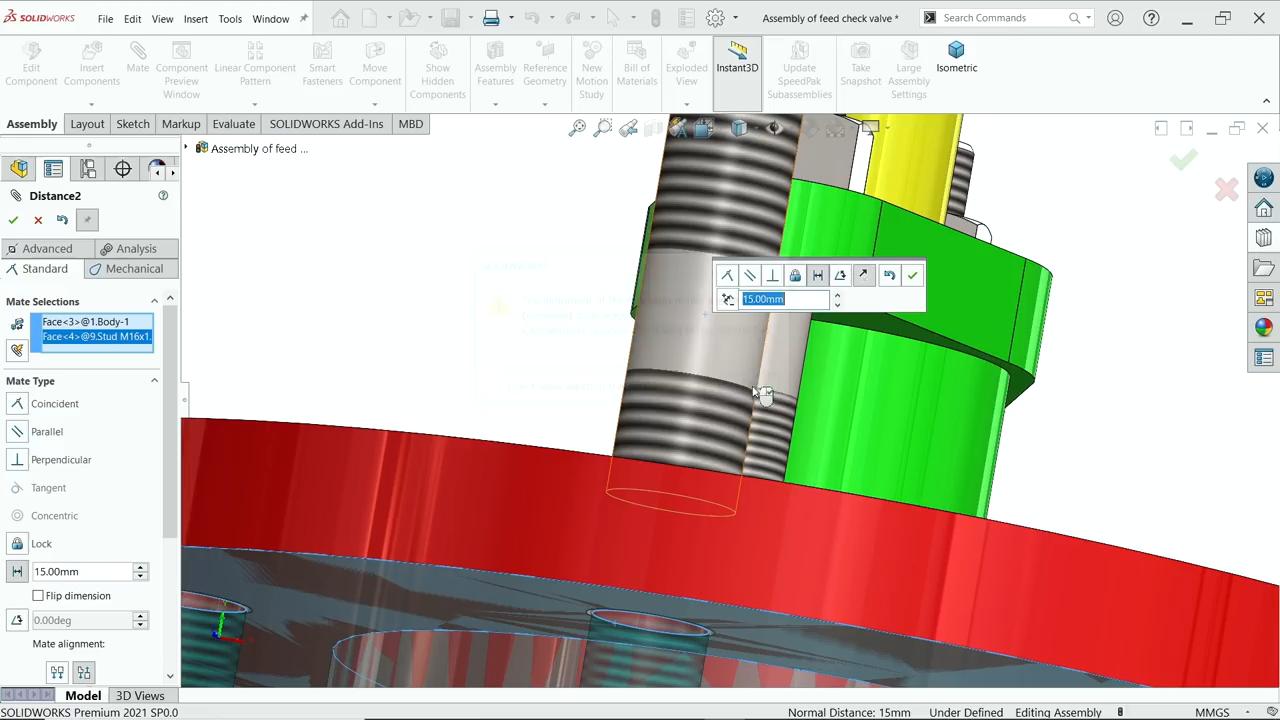 SOLIDWORKS File Edit View Insert Tools Window Assembly of feed check valve * Search Commands
Edit Component
Insert Components
Mate
Component Preview Window
Linear Component Pattern
Smart Fasteners
Move Component
Show Hidden Components
Assembly Features
Reference Geometry
New Motion Study
Bill of Materials
Exploded View
Instant3D
Update SpeedPak Subassemblies
Take Snapshot
Large Assembly Settings
Isometric
Assembly Layout Sketch Markup Evaluate SOLIDWORKS Add-Ins MBD
Assembly of feed ...
Distance2
Advanced Analysis
Standard Mechanical
Mate Selections
Face<3>@1.Body-1
Face<4>@9.Stud M16x1.
15.00mm
Mate Type
Coincident
Parallel
Perpendicular
Tangent
Concentric
Lock
15.00mm
Flip dimension
0.00deg
Mate alignment:
Model 3D Views
SOLIDWORKS Premium 2021 SP0.0 Normal Distance: 15mm Under Defined Editing Assembly MMGS